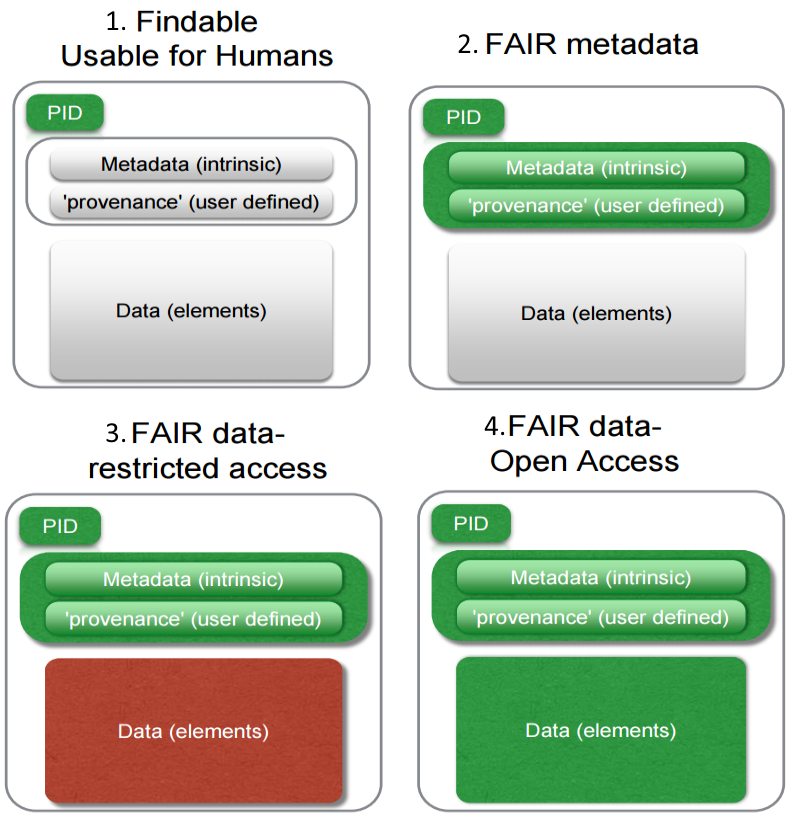 1. Findable
Usable for Humans
PID
Metadata (intrinsic)
'provenance' (user defined)
Data (elements)
2. FAIR metadata
PID
Metadata (intrinsic)
'provenance' (user defined)
Data (elements)
3. FAIR data-
restricted access
PID
Metadata (intrinsic)
'provenance' (user defined)
Data (elements)
4.FAIR data-
Open Access
PID
Metadata (intrinsic)
'provenance' (user defined)
Data (elements)